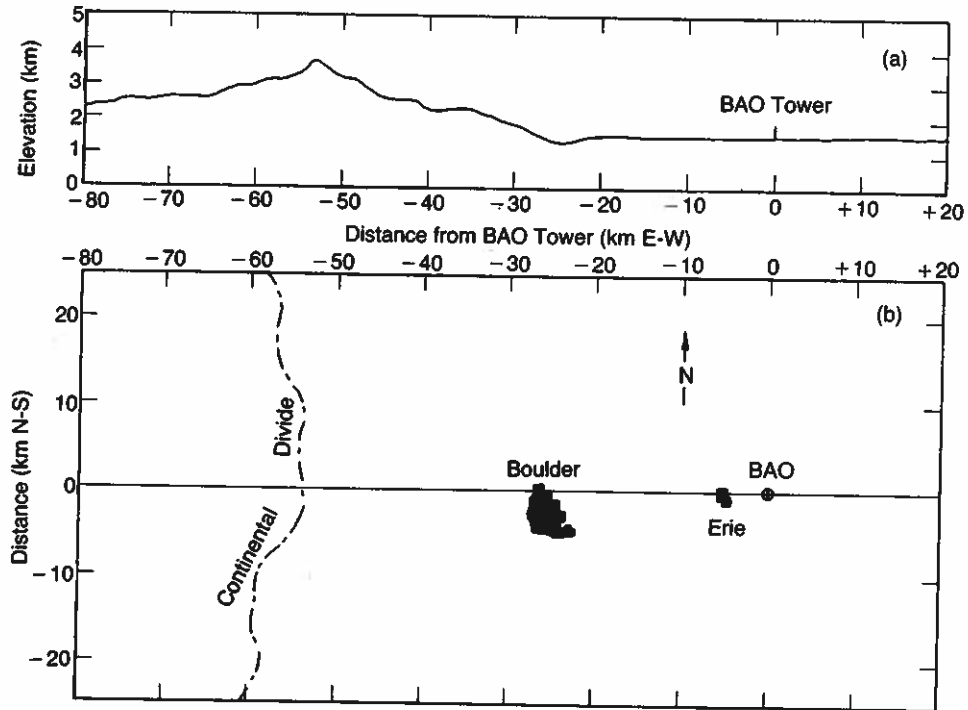 5
4
3
2
1
0
Elevation (km)
(a)
BAO Tower
−80 −70 −60 −50 −40 −30 −20 −10 0 +10 +20
Distance from BAO Tower (km E-W)
−80 −70 −60 −50 −40 −30 −20 −10 0 +10 +20
20
10
0
−10
−20
Distance (km N-S)
(b)
N
Divide
Continental
Boulder
BAO
Erie